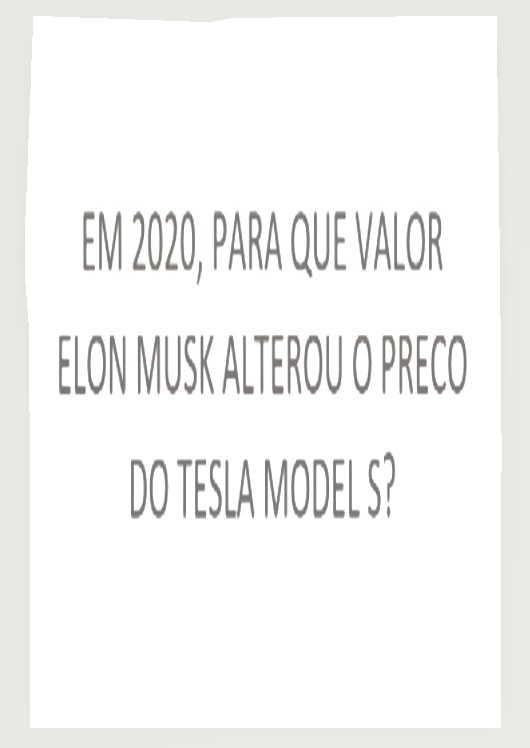 EM 2020, PARA QUE VALOR
ELON MUSK ALTEROU O PRECO
DO TESLA MODEL S?